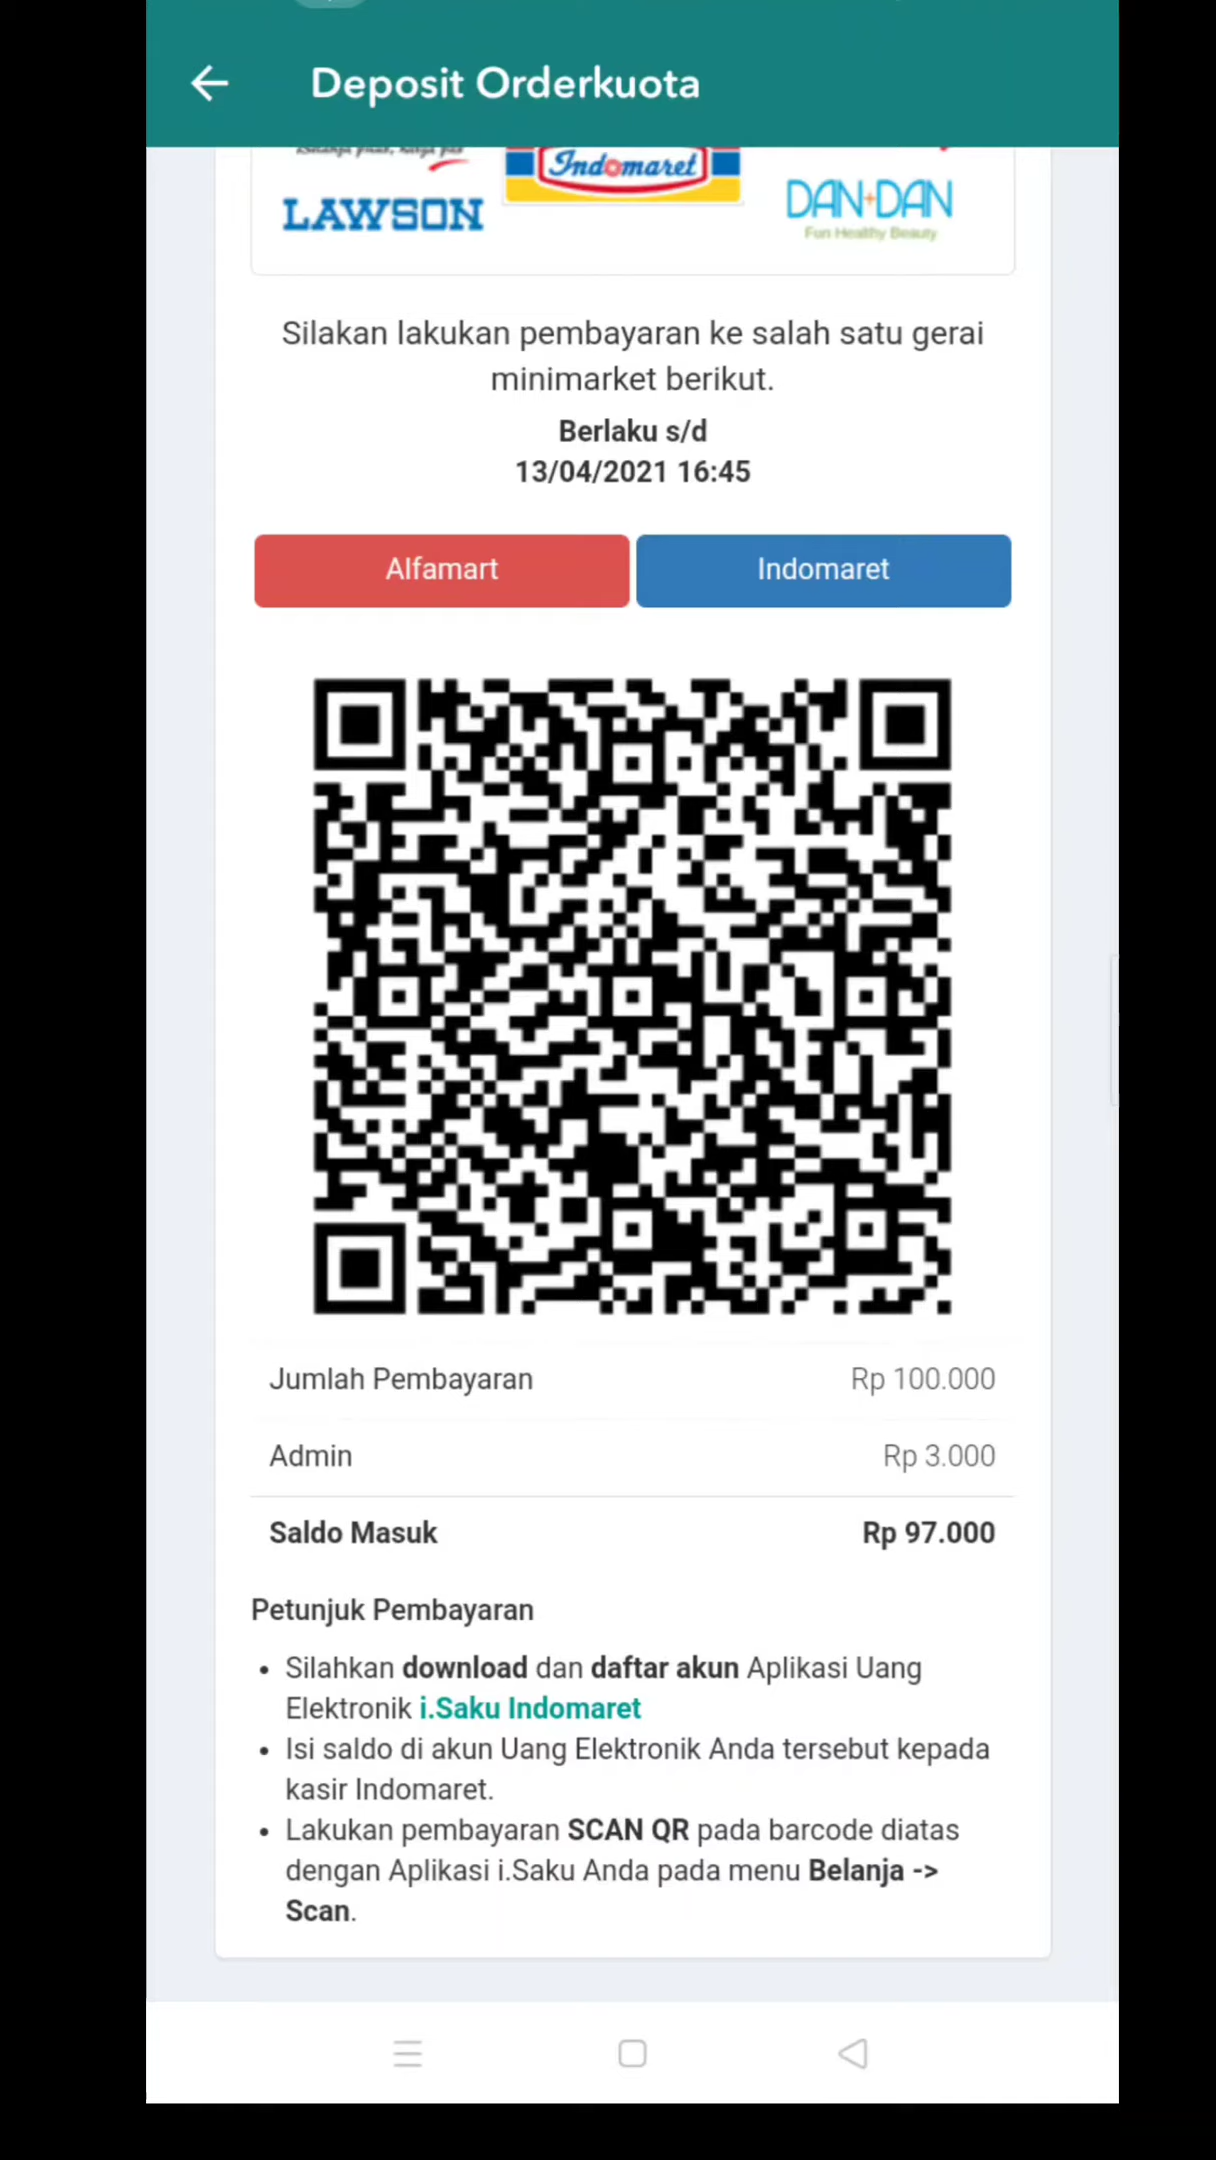 Deposit Orderkuota
Indomaret
LAWSON
DAN+DAN
Fun Healthy Beauty
Silakan lakukan pembayaran ke salah satu gerai
minimarket berikut.
Berlaku s/d
13/04/2021 16:45
Alfamart
Indomaret
Jumlah Pembayaran Rp 100.000
Admin Rp 3.000
Saldo Masuk Rp 97.000
Petunjuk Pembayaran
• Silahkan download dan daftar akun Aplikasi Uang
Elektronik i.Saku Indomaret
• Isi saldo di akun Uang Elektronik Anda tersebut kepada
kasir Indomaret.
• Lakukan pembayaran SCAN QR pada barcode diatas
dengan Aplikasi i.Saku Anda pada menu Belanja ->
Scan.